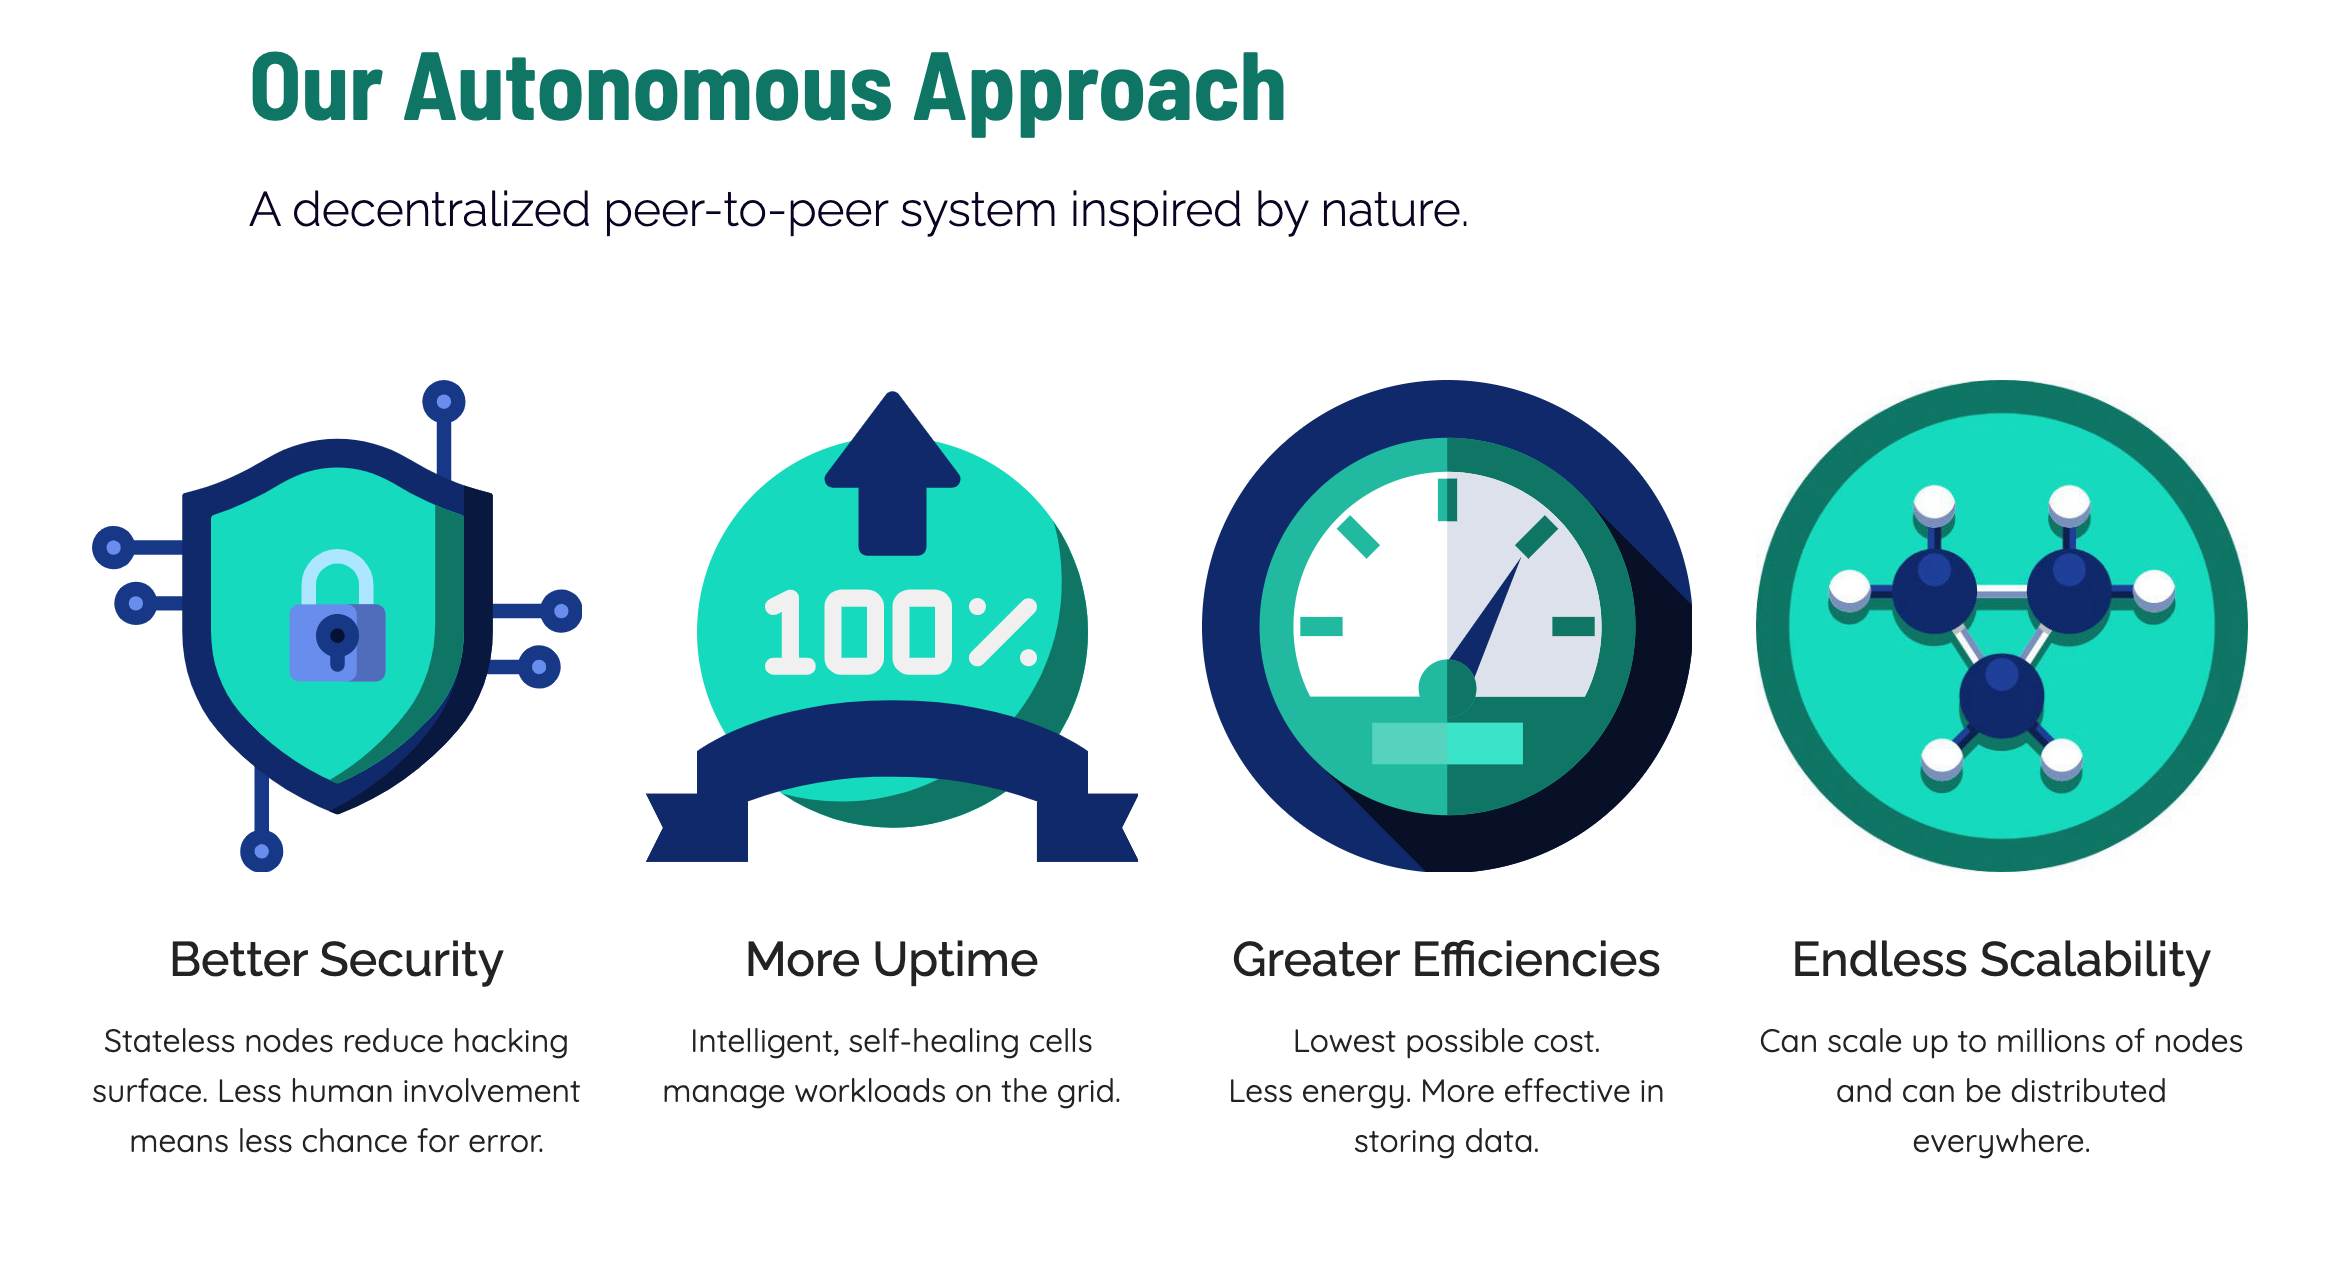 Our Autonomous Approach
A decentralized peer-to-peer system inspired by nature.
100%
Better Security
Stateless nodes reduce hacking
surface. Less human involvement
means less chance for error.
More Uptime
Intelligent, self-healing cells
manage workloads on the grid.
Greater Efficiencies
Lowest possible cost.
Less energy. More effective in
storing data.
Endless Scalability
Can scale up to millions of nodes
and can be distributed
everywhere.